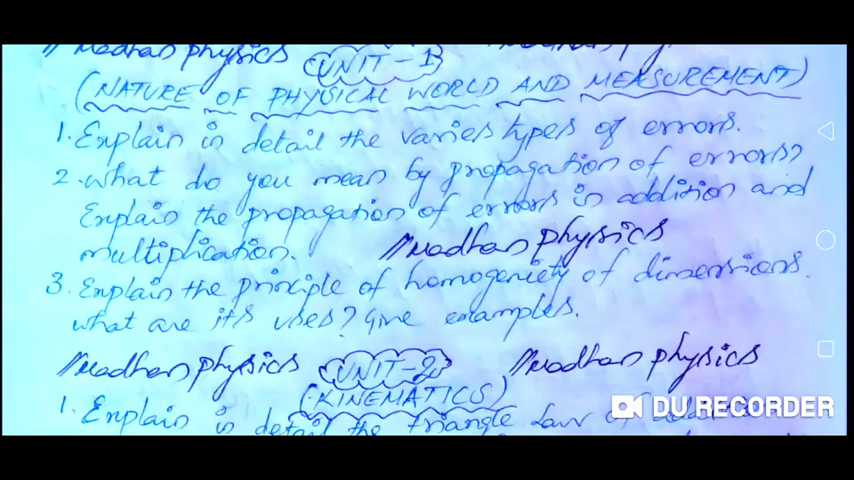 Madhan physics
UNIT - 1
(NATURE OF PHYSICAL WORLD AND MEASUREMENT)
1. Explain in detail the varies types of errors.
2. What do you mean by propagation of errors?
Explain the propagation of errors in addition and
multiplication. Madhan physics
3. Explain the principle of homogeniety of dimensions.
what are its uses? Give examples.
Madhan physics UNIT-2 Madhan physics
(KINEMATICS)
1. Explain in detail the triangle Law of
DU RECORDER